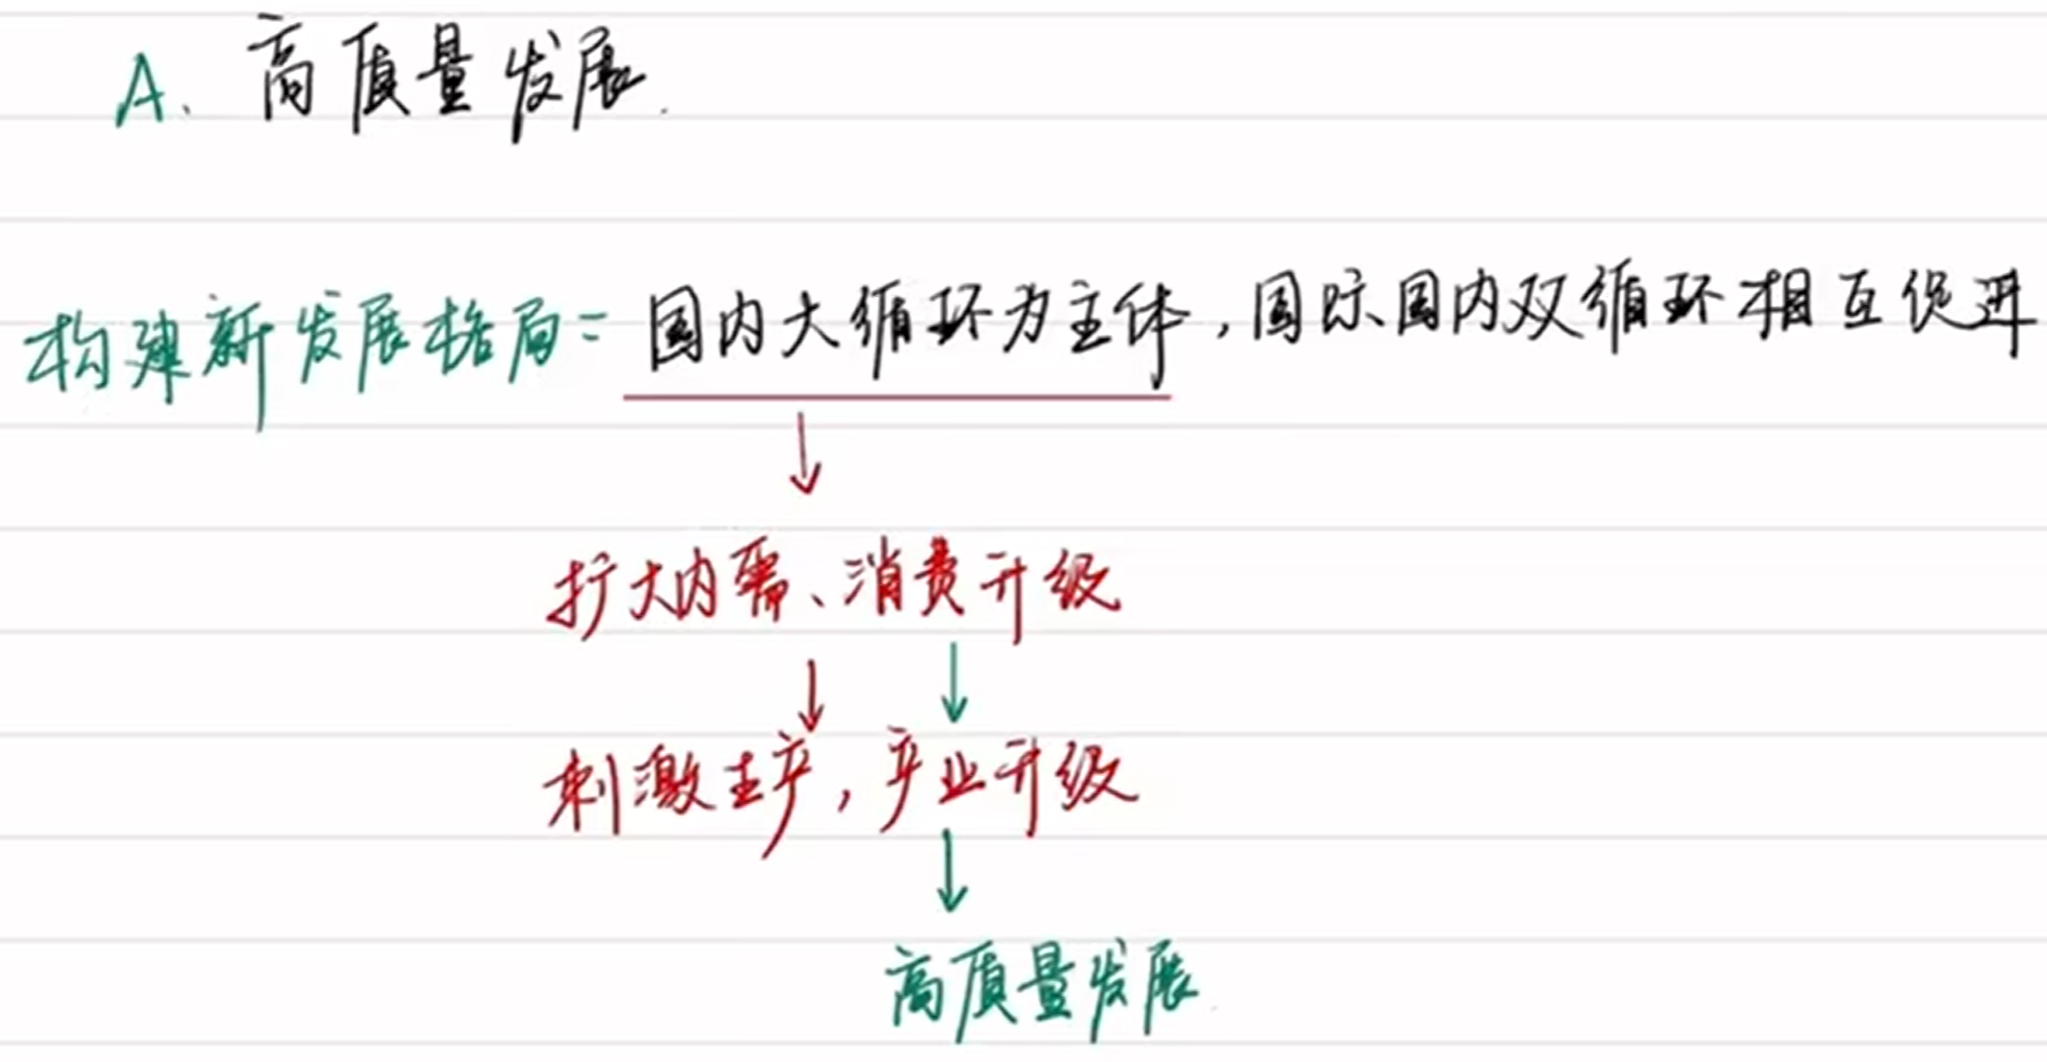 A. 高质量发展.
构建新发展格局=国内大循环为主体,国际国内双循环相互促进
扩大内需、消费升级
刺激生产,产业升级
高质量发展